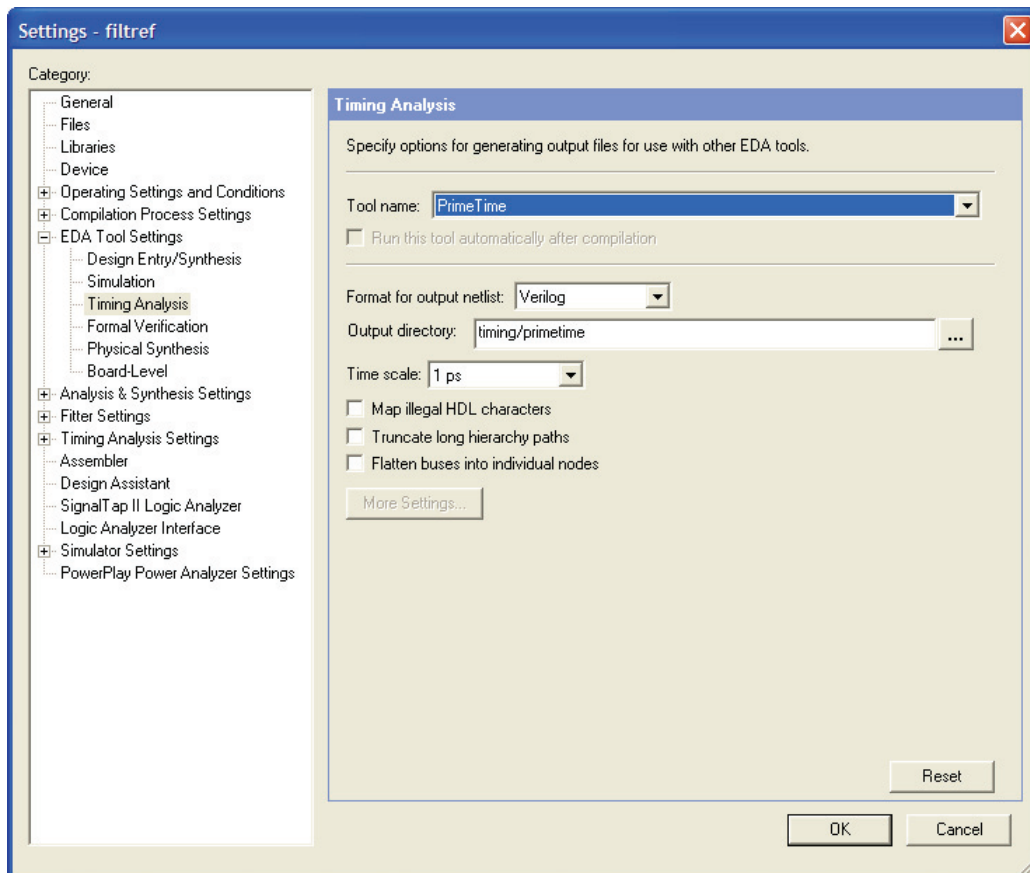 Settings - filtref
Category:
General
Files
Libraries
Device
Operating Settings and Conditions
Compilation Process Settings
EDA Tool Settings
Design Entry/Synthesis
Simulation
Timing Analysis
Formal Verification
Physical Synthesis
Board-Level
Analysis & Synthesis Settings
Fitter Settings
Timing Analysis Settings
Assembler
Design Assistant
SignalTap II Logic Analyzer
Logic Analyzer Interface
Simulator Settings
PowerPlay Power Analyzer Settings
Timing Analysis
Specify options for generating output files for use with other EDA tools.
Tool name: PrimeTime
Run this tool automatically after compilation
Format for output netlist: Verilog
Output directory: timing/primetime ...
Time scale: 1 ps
Map illegal HDL characters
Truncate long hierarchy paths
Flatten buses into individual nodes
More Settings...
Reset
OK Cancel